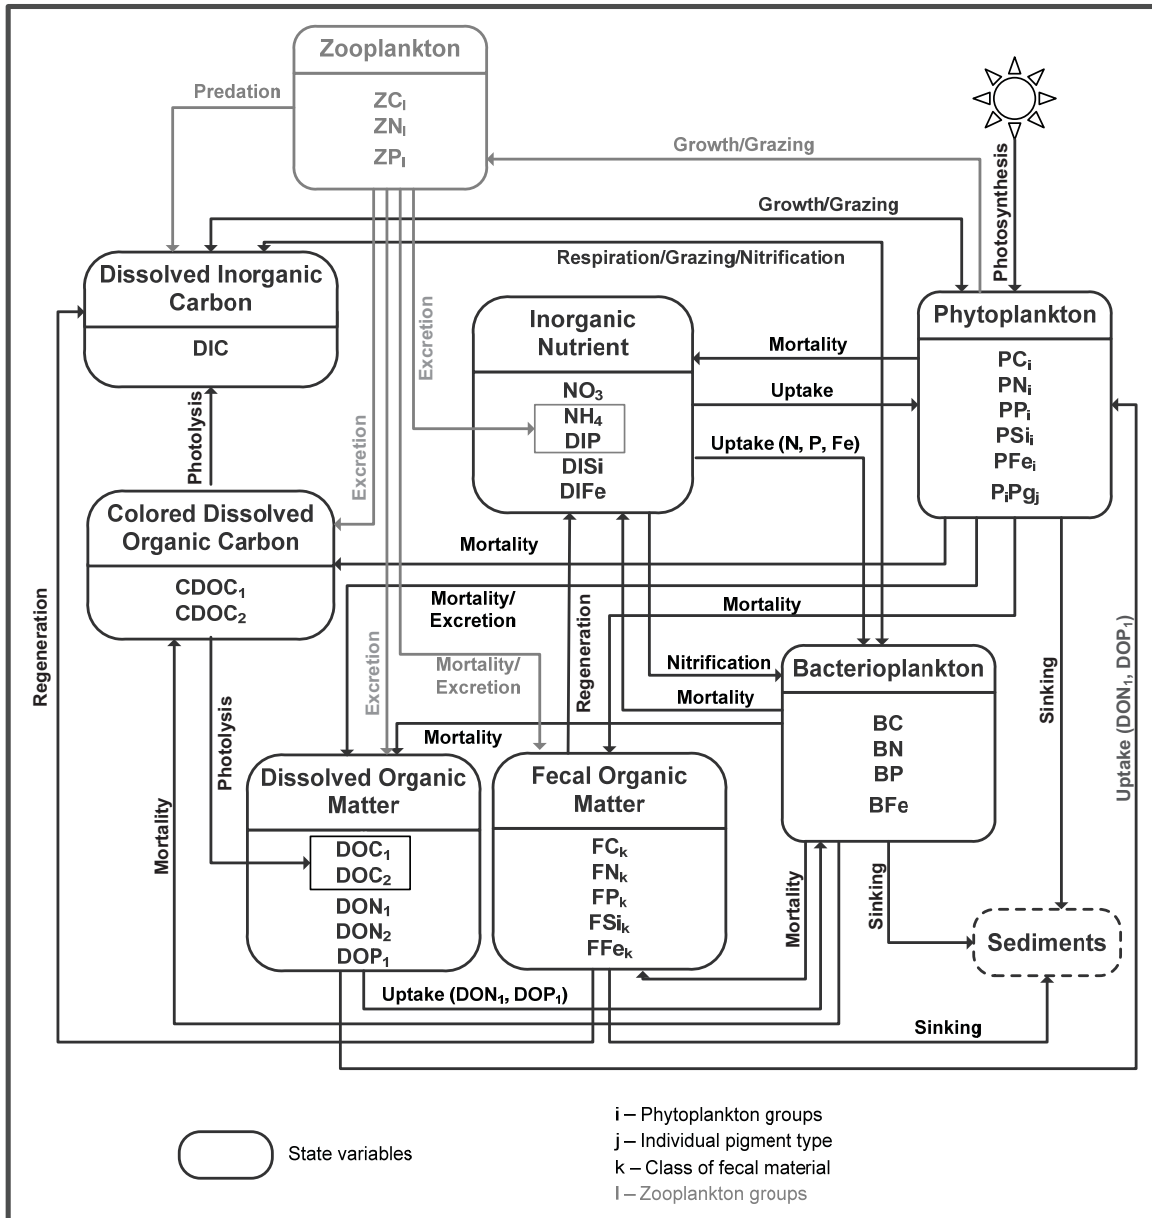 Zooplankton
ZCₗ
ZNₗ
ZPₗ
Predation
Growth/Grazing
Photosynthesis
Growth/Grazing
Respiration/Grazing/Nitrification
Dissolved Inorganic
Carbon
DIC
Excretion
Inorganic
Nutrient
NO₃
NH₄
DIP
DISi
DIFe
Phytoplankton
PCᵢ
PNᵢ
PPᵢ
PSiᵢ
PFeᵢ
PᵢPgⱼ
Mortality
Uptake
Uptake (N, P, Fe)
Photolysis
Excretion
Colored Dissolved
Organic Carbon
CDOC₁
CDOC₂
Mortality
Mortality/
Excretion
Mortality
Regeneration
Excretion
Mortality/
Excretion
Regeneration
Nitrification
Mortality
Mortality
Bacterioplankton
BC
BN
BP
BFe
Sinking
Uptake (DON₁, DOP₁)
Photolysis
Mortality
Dissolved Organic
Matter
DOC₁
DOC₂
DON₁
DON₂
DOP₁
Fecal Organic
Matter
FCₖ
FNₖ
FPₖ
FSiₖ
FFeₖ
Mortality
Sinking
Sediments
Uptake (DON₁, DOP₁)
Sinking
State variables
i – Phytoplankton groups
j – Individual pigment type
k – Class of fecal material
l – Zooplankton groups